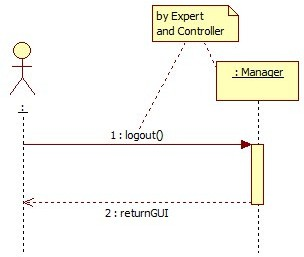 by Expert
and Controller
: Manager
:
1 : logout()
2 : returnGUI